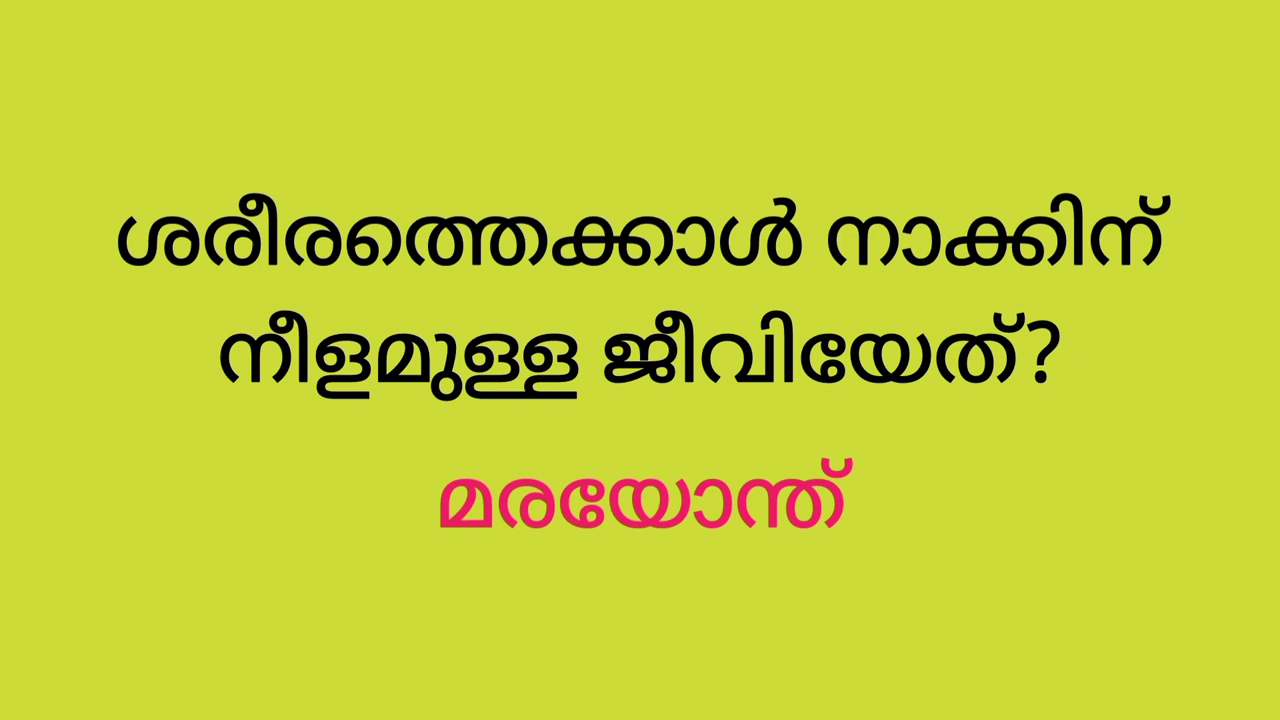 ശരീരത്തെക്കാൾ നാക്കിന്
നീളമുള്ള ജീവിയേത്?
മരയോന്ത്